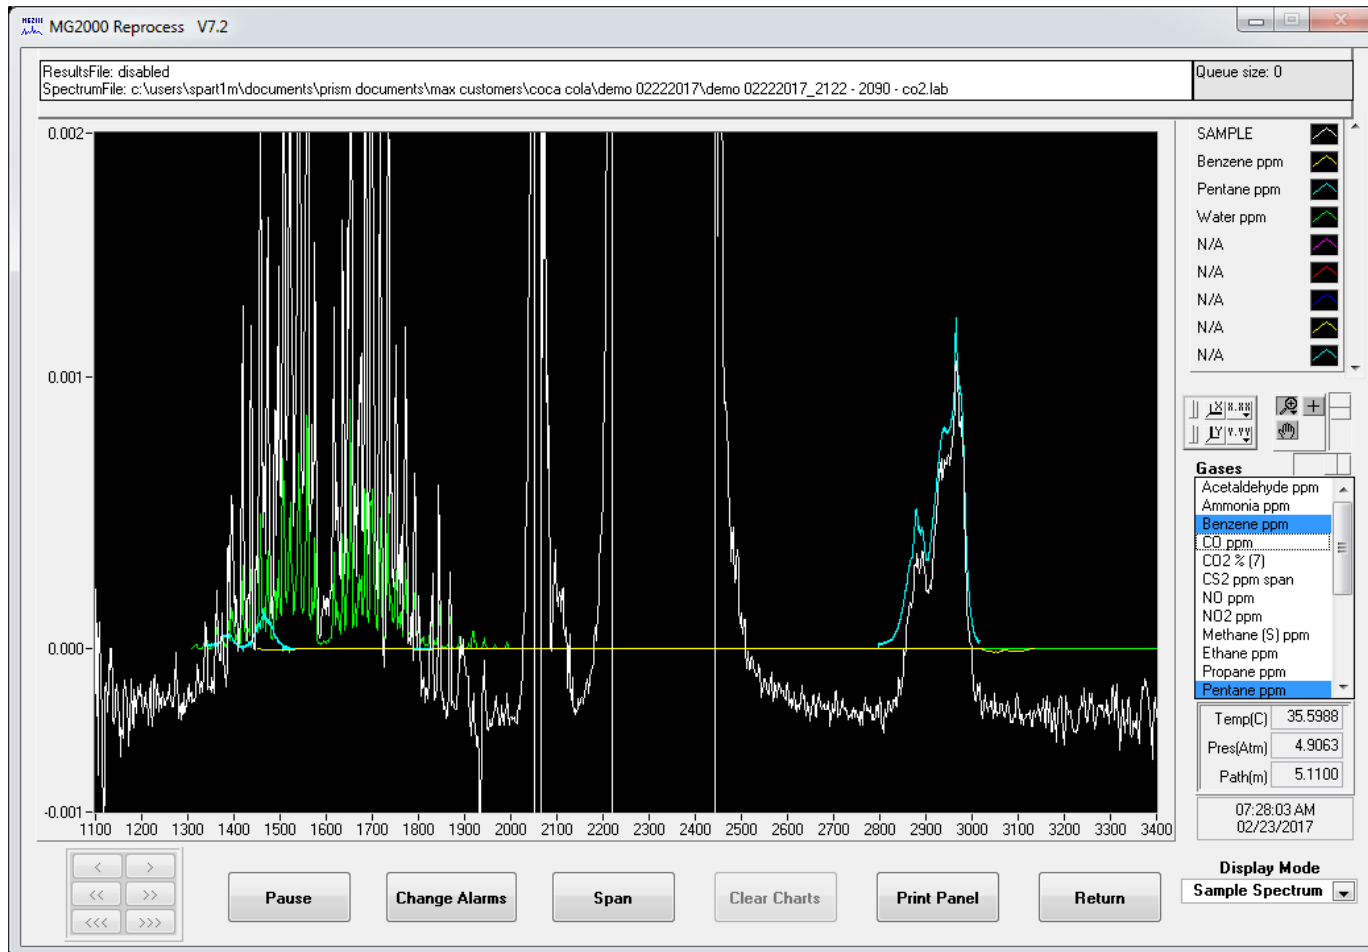 MG2000 Reprocess V7.2
ResultsFile: disabled
SpectrumFile: c:\users\spart1m\documents\prism documents\max customers\coca cola\demo 02222017\demo 02222017_2122 - 2090 - co2.lab
Queue size: 0
0.002
0.001
0.000
-0.001
1100 1200 1300 1400 1500 1600 1700 1800 1900 2000 2100 2200 2300 2400 2500 2600 2700 2800 2900 3000 3100 3200 3300 3400
SAMPLE
Benzene ppm
Pentane ppm
Water ppm
N/A
N/A
N/A
N/A
N/A
Gases
Acetaldehyde ppm
Ammonia ppm
Benzene ppm
CO ppm
CO2 % (7)
CS2 ppm span
NO ppm
NO2 ppm
Methane (S) ppm
Ethane ppm
Propane ppm
Pentane ppm
Temp(C) 35.5988
Pres(Atm) 4.9063
Path(m) 5.1100
07:28:03 AM
02/23/2017
Display Mode
Sample Spectrum
< >
<< >>
<<< >>>
Pause
Change Alarms
Span
Clear Charts
Print Panel
Return